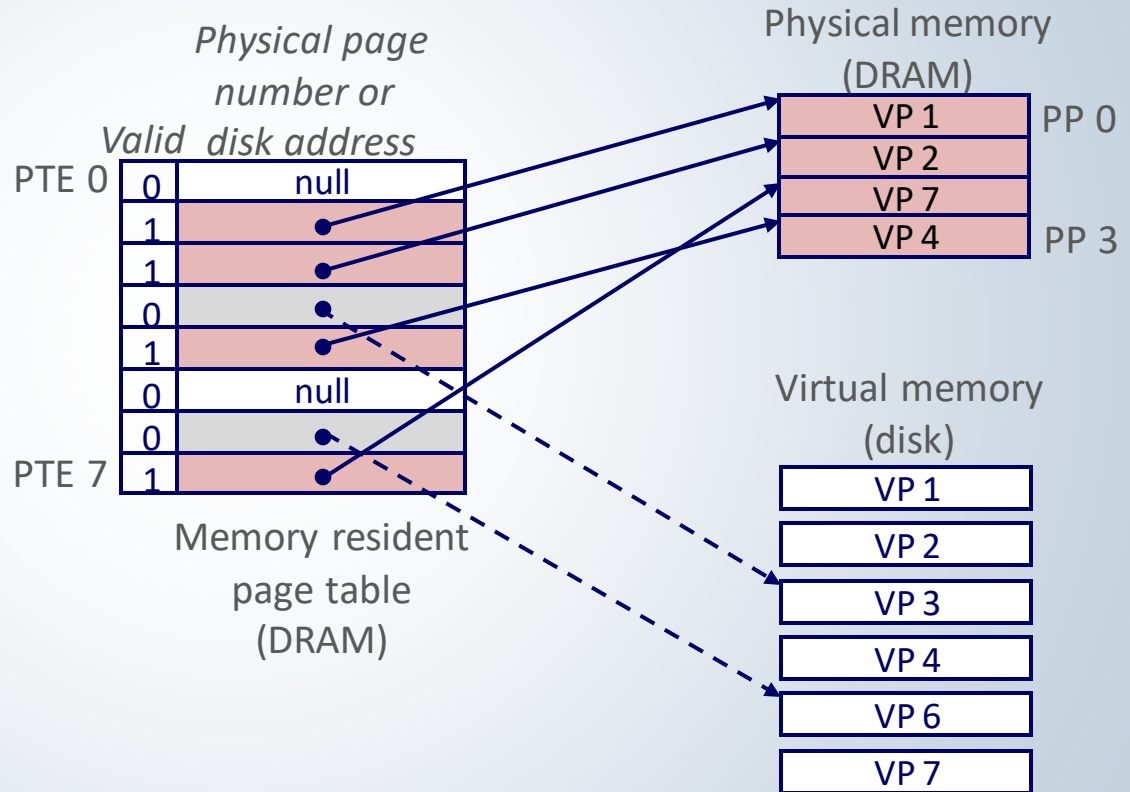 Physical page
number or
Valid disk address
PTE 0
0 null
1
1
0
1
0 null
0
PTE 7 1
Memory resident
page table
(DRAM)
Physical memory
(DRAM)
VP 1 PP 0
VP 2
VP 7
VP 4 PP 3
Virtual memory
(disk)
VP 1
VP 2
VP 3
VP 4
VP 6
VP 7